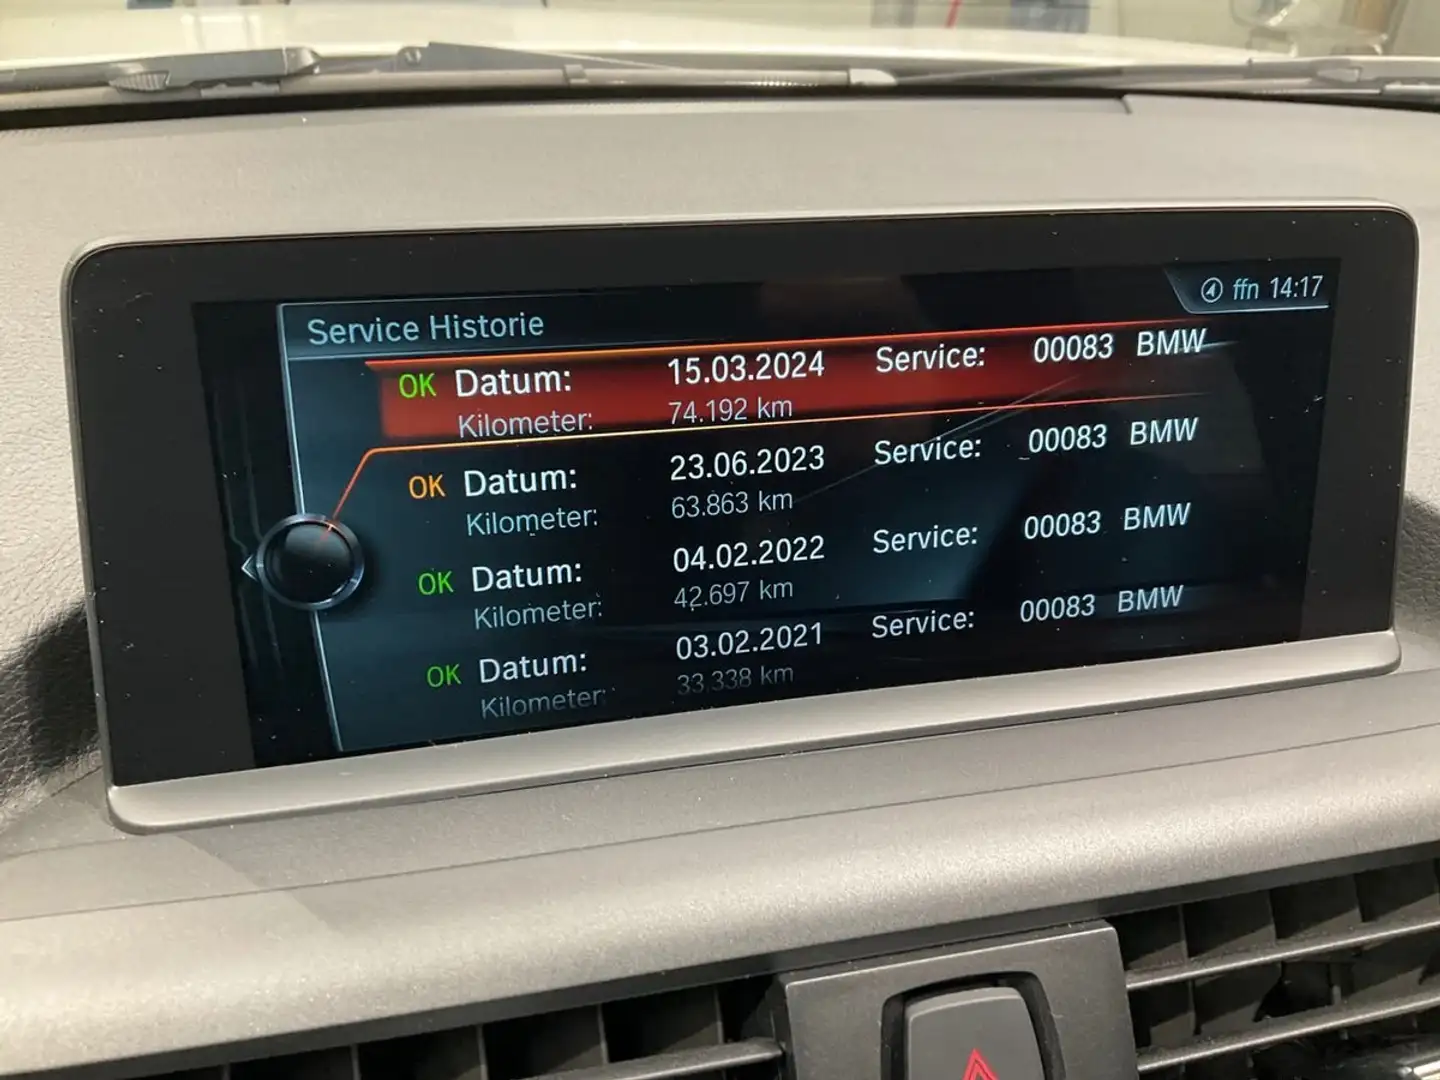 ffn 14:17
Service Historie
OK Datum: 15.03.2024 Service: 00083 BMW
Kilometer: 74.192 km
OK Datum: 23.06.2023 Service: 00083 BMW
Kilometer: 63.863 km
OK Datum: 04.02.2022 Service: 00083 BMW
Kilometer: 42.697 km
OK Datum: 03.02.2021 Service: 00083 BMW
Kilometer: 33.338 km